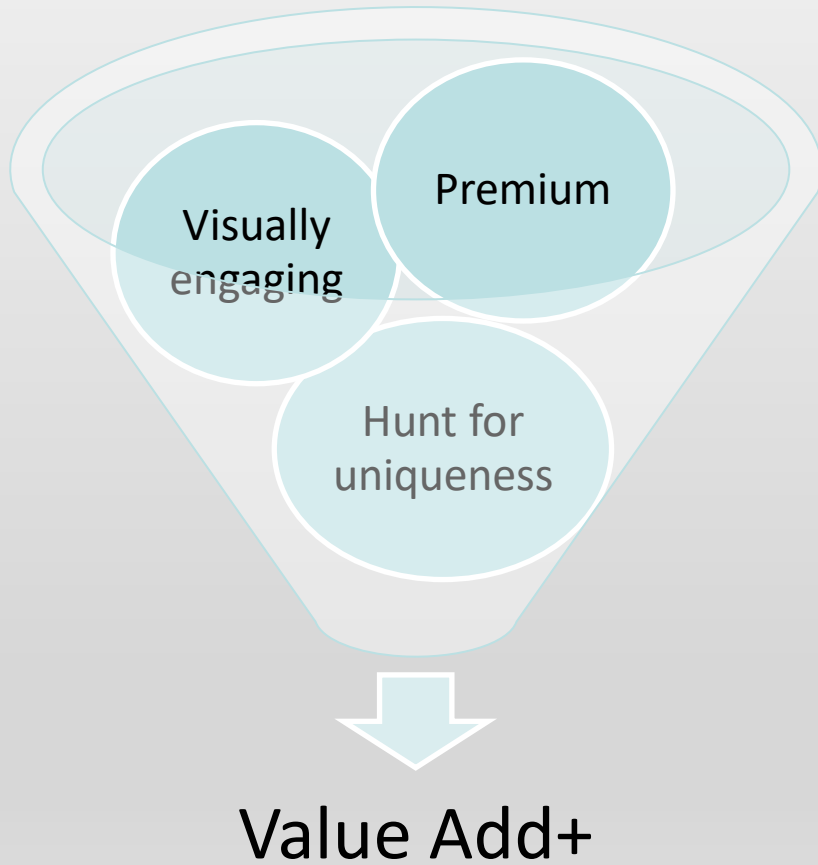 Premium
Visually
engaging
Hunt for
uniqueness
Value Add+